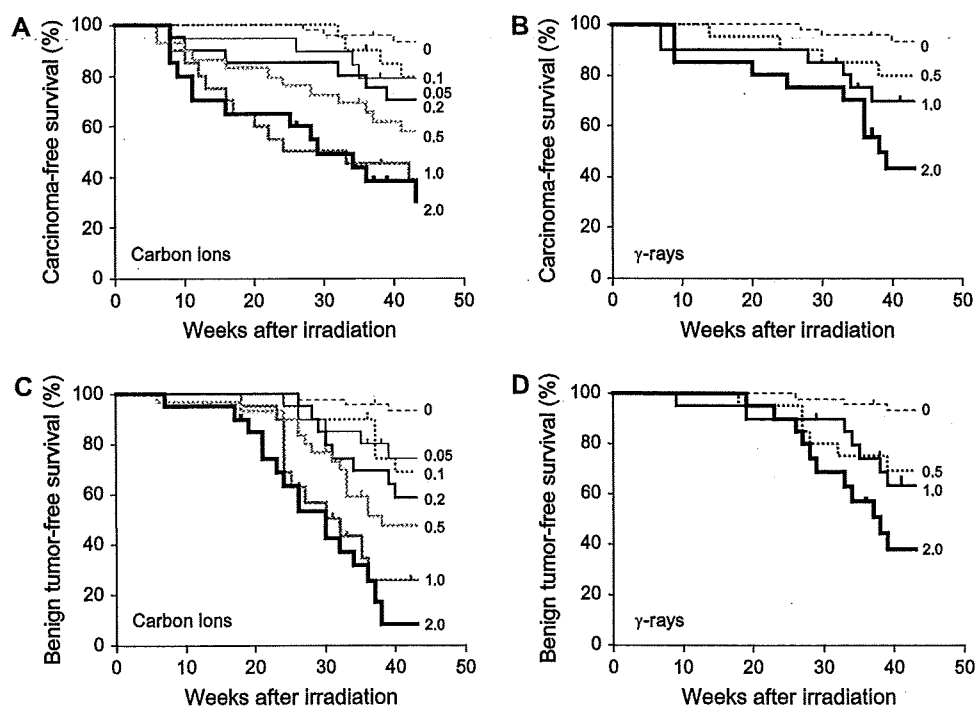 A
Carcinoma-free survival (%)
100
80
60
40
20
0
0
0.1
0.05
0.2
0.5
1.0
2.0
Carbon Ions
0 10 20 30 40 50
Weeks after irradiation
B
Carcinoma-free survival (%)
100
80
60
40
20
0
0
0.5
1.0
2.0
γ-rays
0 10 20 30 40 50
Weeks after irradiation
C
Benign tumor-free survival (%)
100
80
60
40
20
0
0
0.05
0.1
0.2
0.5
1.0
2.0
Carbon Ions
0 10 20 30 40 50
Weeks after irradiation
D
Benign tumor-free survival (%)
100
80
60
40
20
0
0
0.5
1.0
2.0
γ-rays
0 10 20 30 40 50
Weeks after irradiation